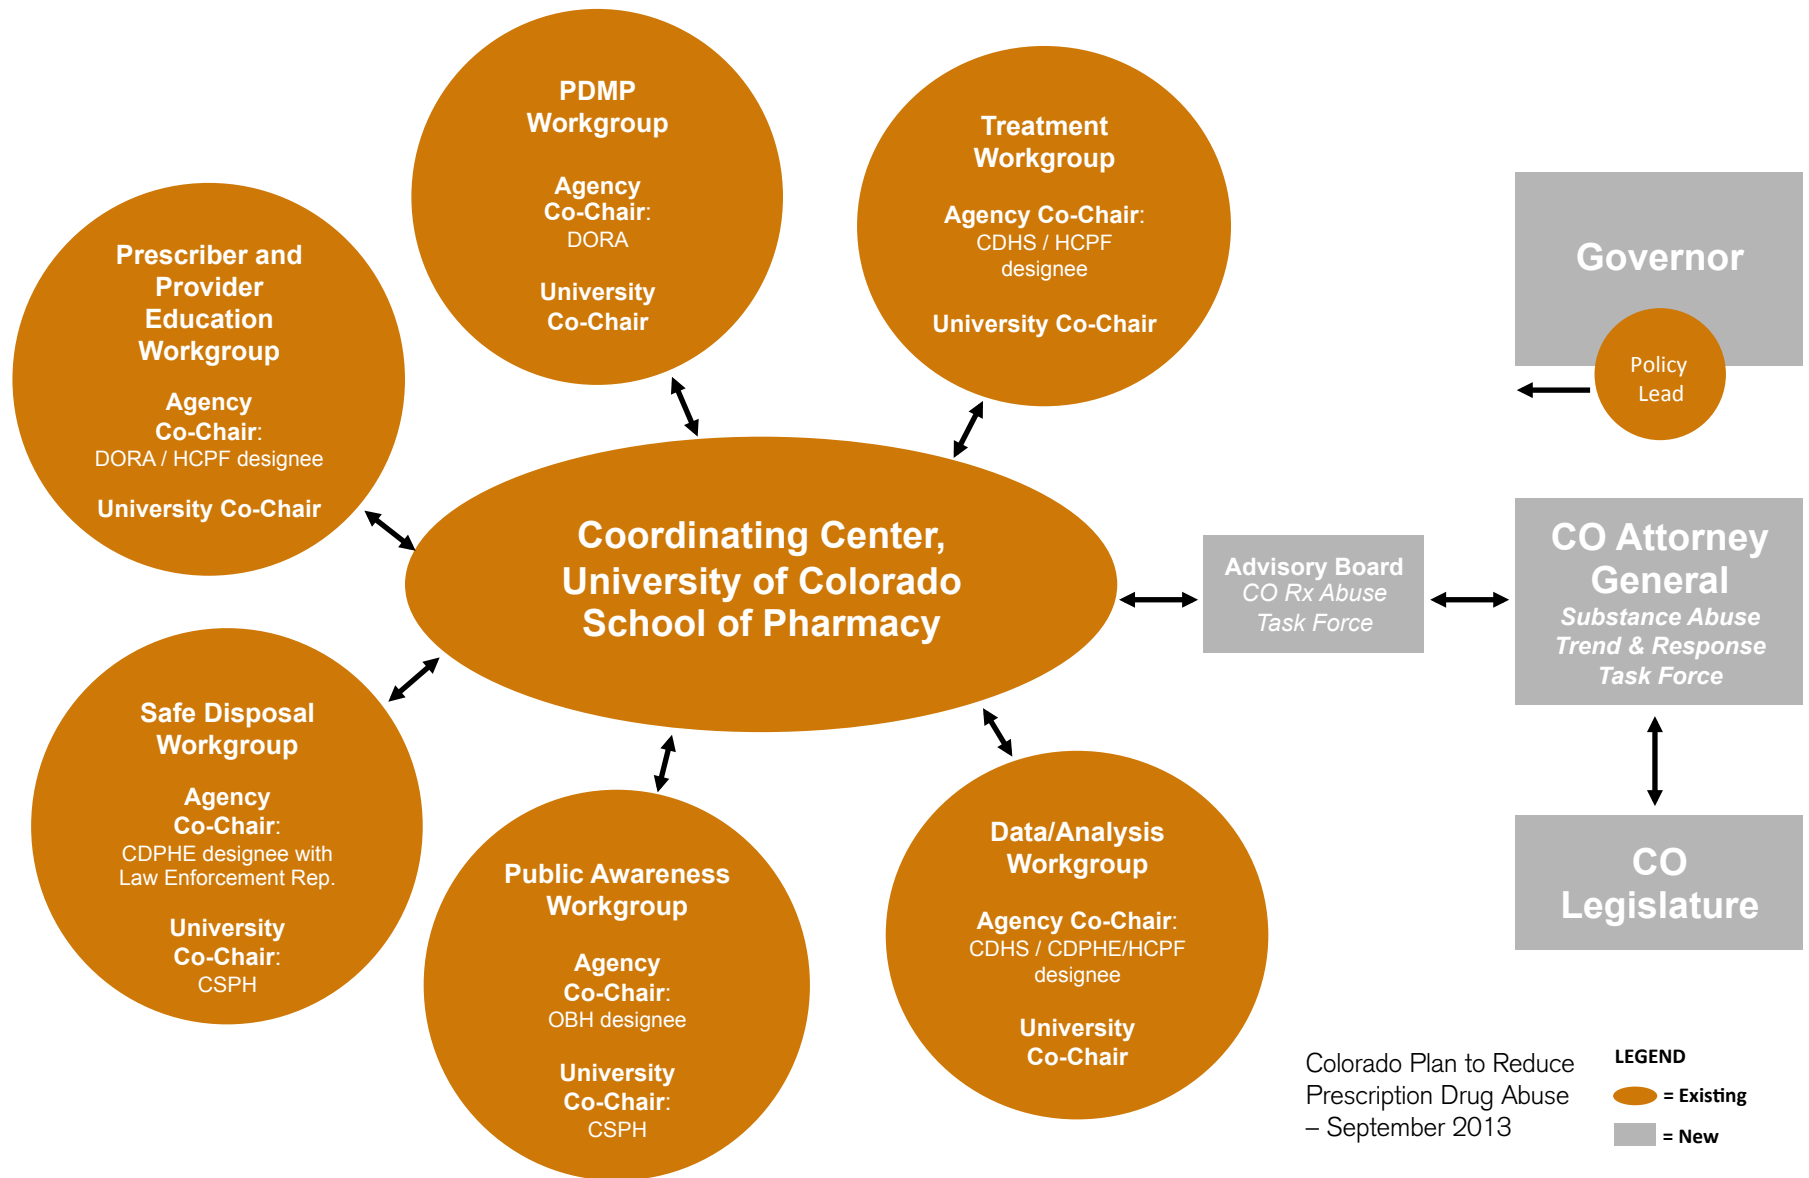 PDMP
Workgroup
Agency
Co-Chair:
DORA
University
Co-Chair
Treatment
Workgroup
Agency Co-Chair:
CDHS / HCPF
designee
University Co-Chair
Governor
Policy
Lead
Prescriber and
Provider
Education
Workgroup
Agency
Co-Chair:
DORA / HCPF designee
University Co-Chair
Coordinating Center,
University of Colorado
School of Pharmacy
Advisory Board
CO Rx Abuse
Task Force
CO Attorney
General
Substance Abuse
Trend & Response
Task Force
CO
Legislature
Safe Disposal
Workgroup
Agency
Co-Chair:
CDPHE designee with
Law Enforcement Rep.
University
Co-Chair:
CSPH
Public Awareness
Workgroup
Agency
Co-Chair:
OBH designee
University
Co-Chair:
CSPH
Data/Analysis
Workgroup
Agency Co-Chair:
CDHS / CDPHE/HCPF
designee
University
Co-Chair
Colorado Plan to Reduce
Prescription Drug Abuse
– September 2013
LEGEND
= Existing
= New